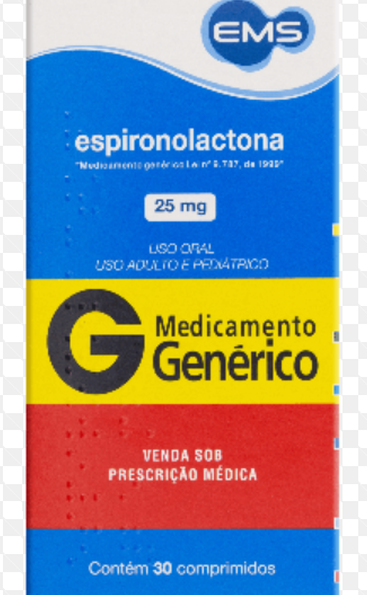 EMS
espironolactona
"Medicamento genérico Lei nº 9.787, de 1999"
25 mg
USO ORAL
USO ADULTO E PEDIÁTRICO
G Medicamento
Genérico
VENDA SOB
PRESCRIÇÃO MÉDICA
Contém 30 comprimidos